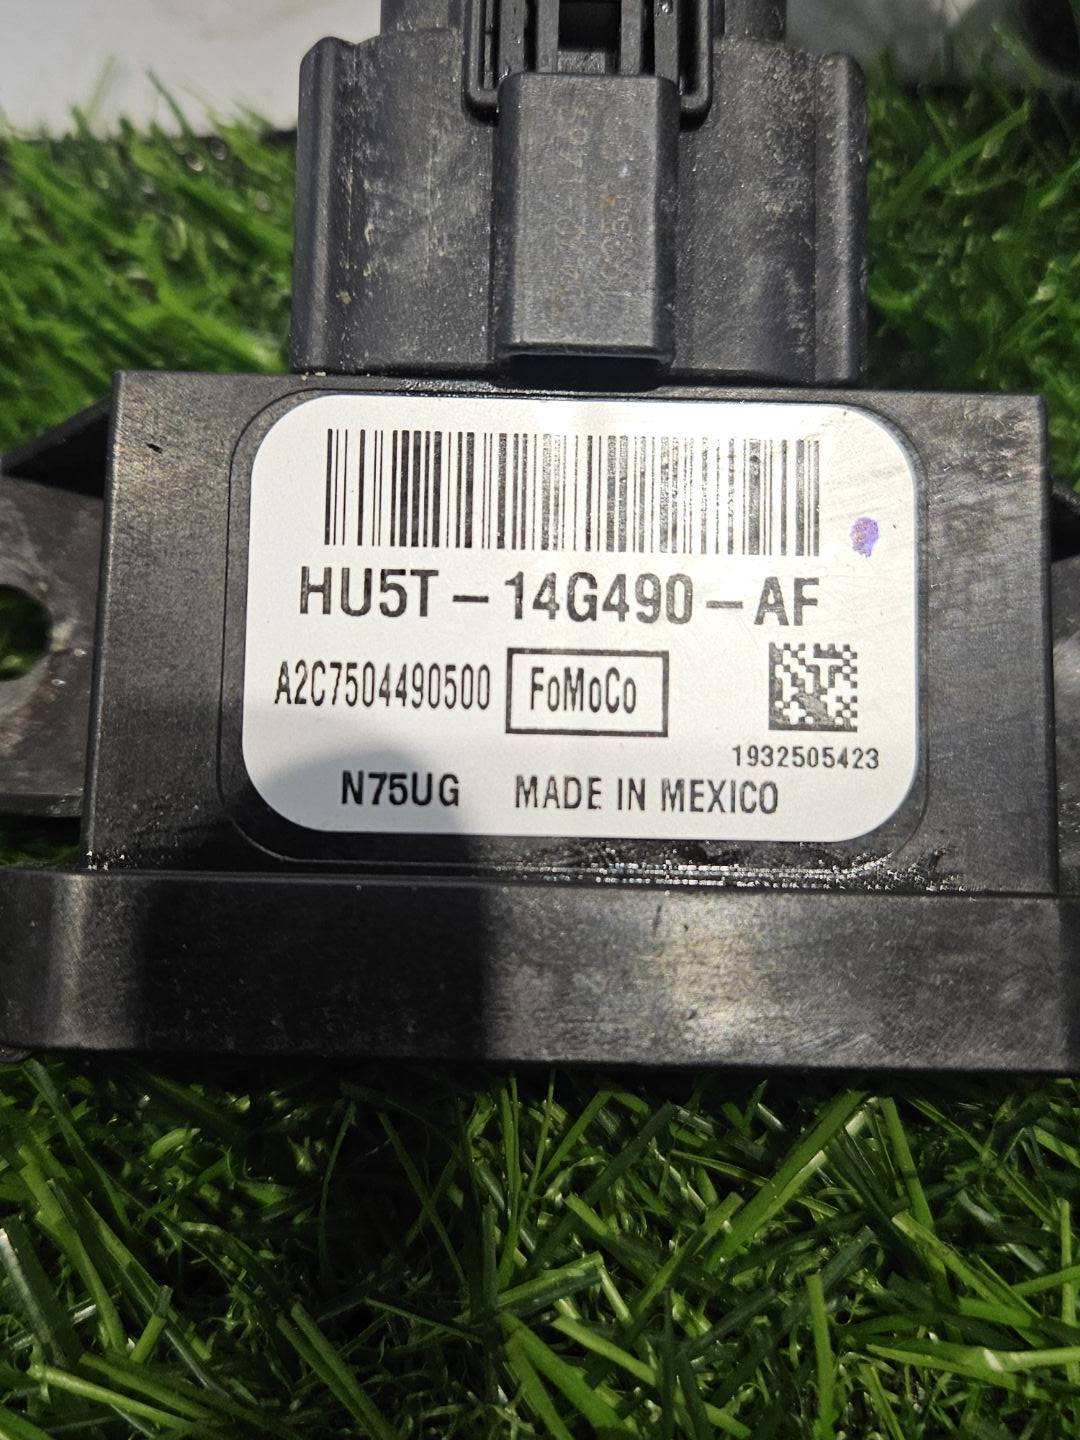 HU5T-14G490-AF
A2C7504490500 FoMoCo
1932505423
N75UG MADE IN MEXICO